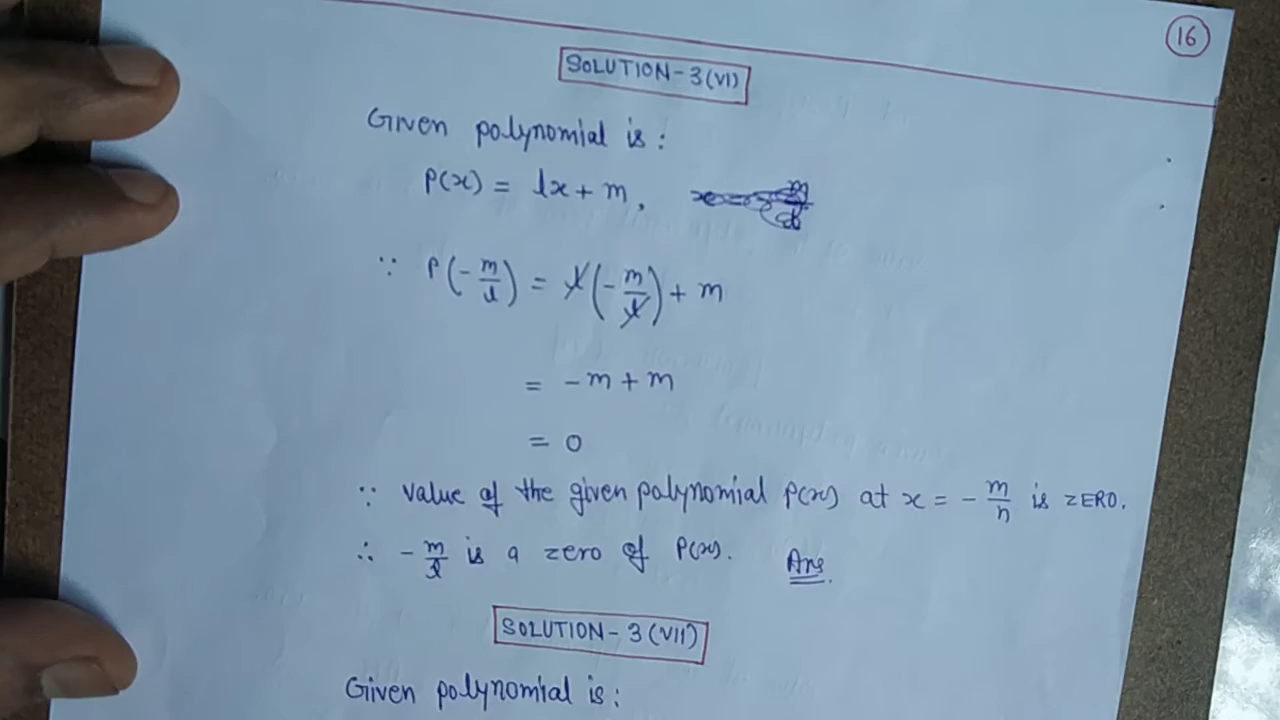 16
SOLUTION-3(VI)
Given polynomial is:
P(x) = lx + m,
∵ P(-m/l) = l(-m/l) + m
= -m + m
= 0
∵ Value of the given polynomial P(x) at x = -m/n is ZERO.
∴ -m/l is a zero of P(x). Ans.
SOLUTION-3(VII)
Given polynomial is: